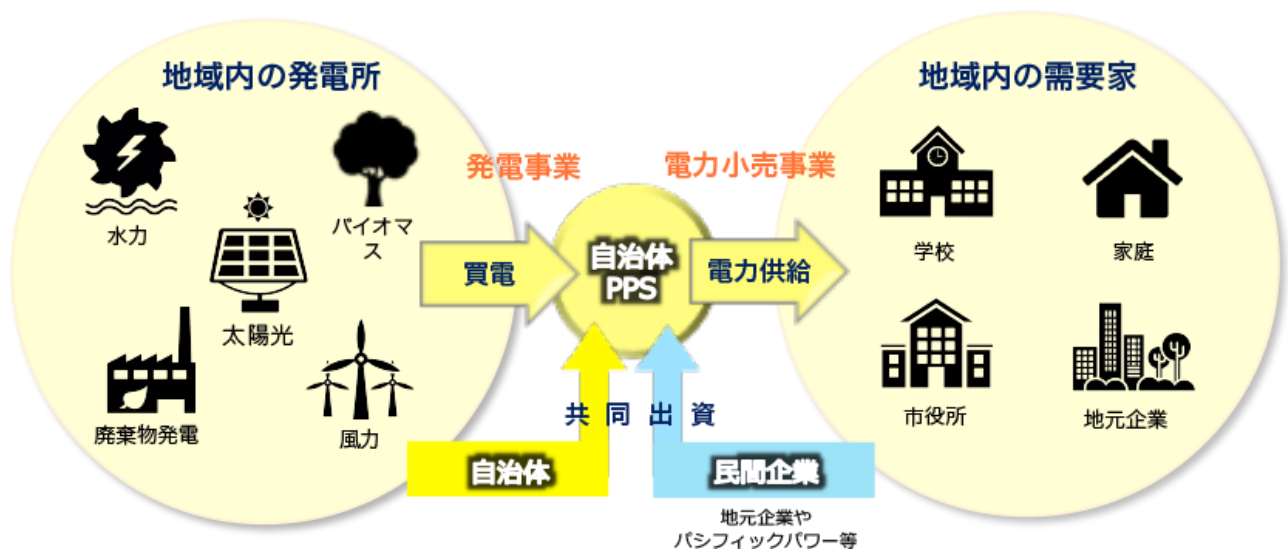 地域内の発電所
水力
バイオマ
ス
太陽光
廃棄物発電
風力
発電事業
買電
自治体
PPS
電力小売事業
電力供給
共同出資
自治体
民間企業
地元企業や
パシフィックパワー等
地域内の需要家
学校
家庭
市役所
地元企業